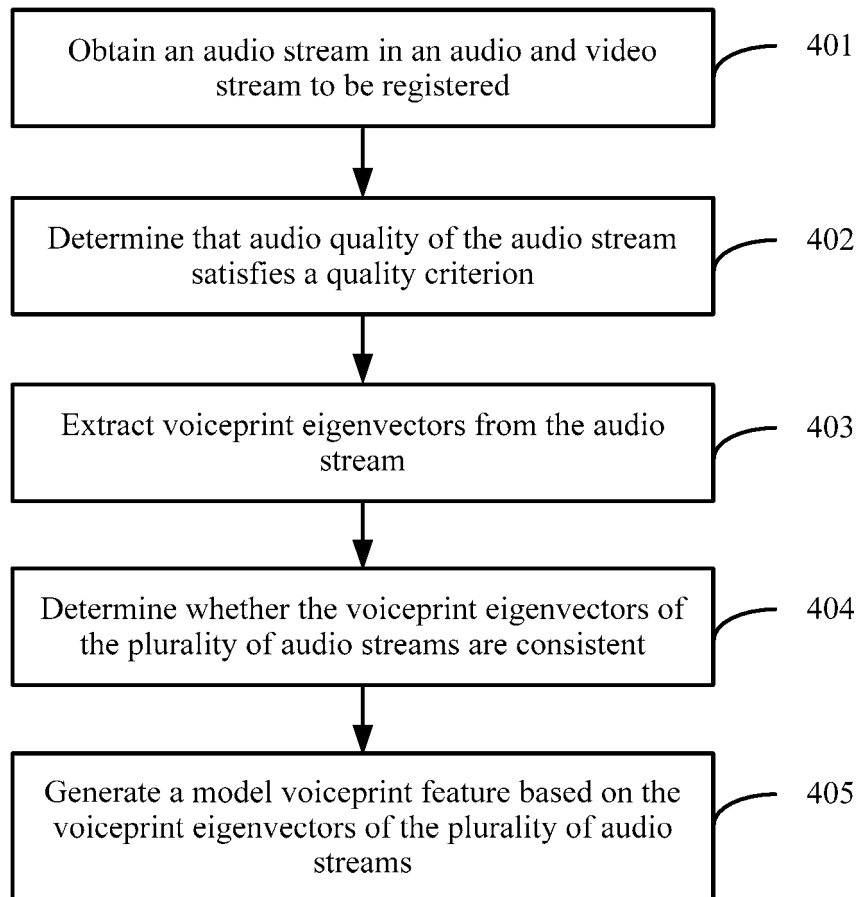 Obtain an audio stream in an audio and video
stream to be registered
401
Determine that audio quality of the audio stream
satisfies a quality criterion
402
Extract voiceprint eigenvectors from the audio
stream
403
Determine whether the voiceprint eigenvectors of
the plurality of audio streams are consistent
404
Generate a model voiceprint feature based on the
voiceprint eigenvectors of the plurality of audio
streams
405